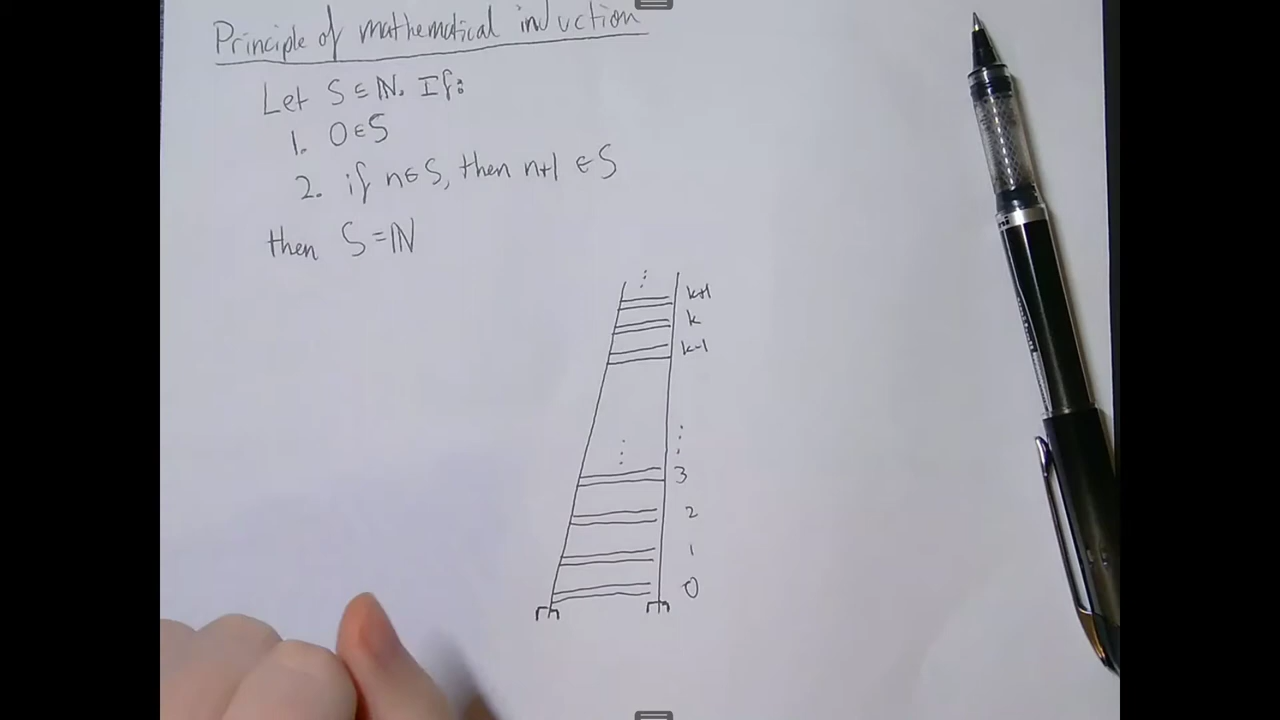 Principle of mathematical induction
Let S ⊆ ℕ. If:
1. 0 ∈ S
2. if n ∈ S, then n+1 ∈ S
then S = ℕ
⋮
k+1
k
k-1
⋮ ⋮
3
2
1
0
uni